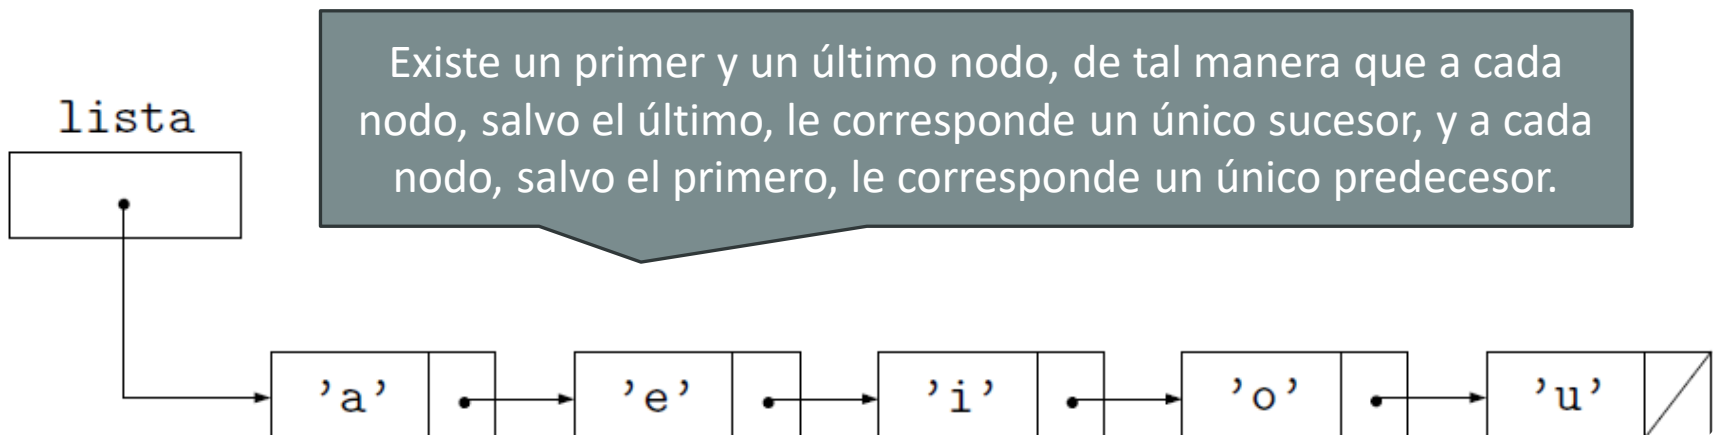 Existe un primer y un último nodo, de tal manera que a cada
nodo, salvo el último, le corresponde un único sucesor, y a cada
nodo, salvo el primero, le corresponde un único predecesor.
lista
’a’ ’e’ ’i’ ’o’ ’u’